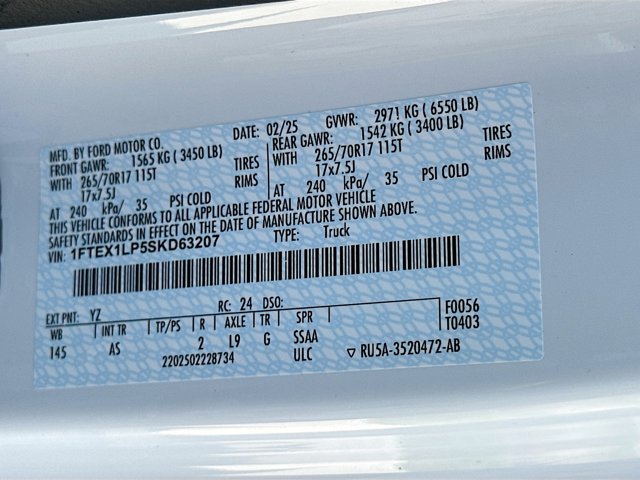 MFD. BY FORD MOTOR CO. DATE: 02/25 GVWR: 2971 KG ( 6550 LB)
FRONT GAWR: 1565 KG ( 3450 LB) REAR GAWR: 1542 KG ( 3400 LB)
WITH 265/70R17 115T TIRES WITH 265/70R17 115T TIRES
17x7.5J RIMS 17x7.5J RIMS
AT 240 kPa/ 35 PSI COLD AT 240 kPa/ 35 PSI COLD
THIS VEHICLE CONFORMS TO ALL APPLICABLE FEDERAL MOTOR VEHICLE
SAFETY STANDARDS IN EFFECT ON THE DATE OF MANUFACTURE SHOWN ABOVE.
VIN: 1FTEX1LP5SKD63207 TYPE: Truck
EXT PNT: YZ RC: 24 DSO: F0056
WB INT TR TP/PS R AXLE TR SPR T0403
145 AS 2 L9 G SSAA
2202502228734 ULC ▽ RU5A-3520472-AB